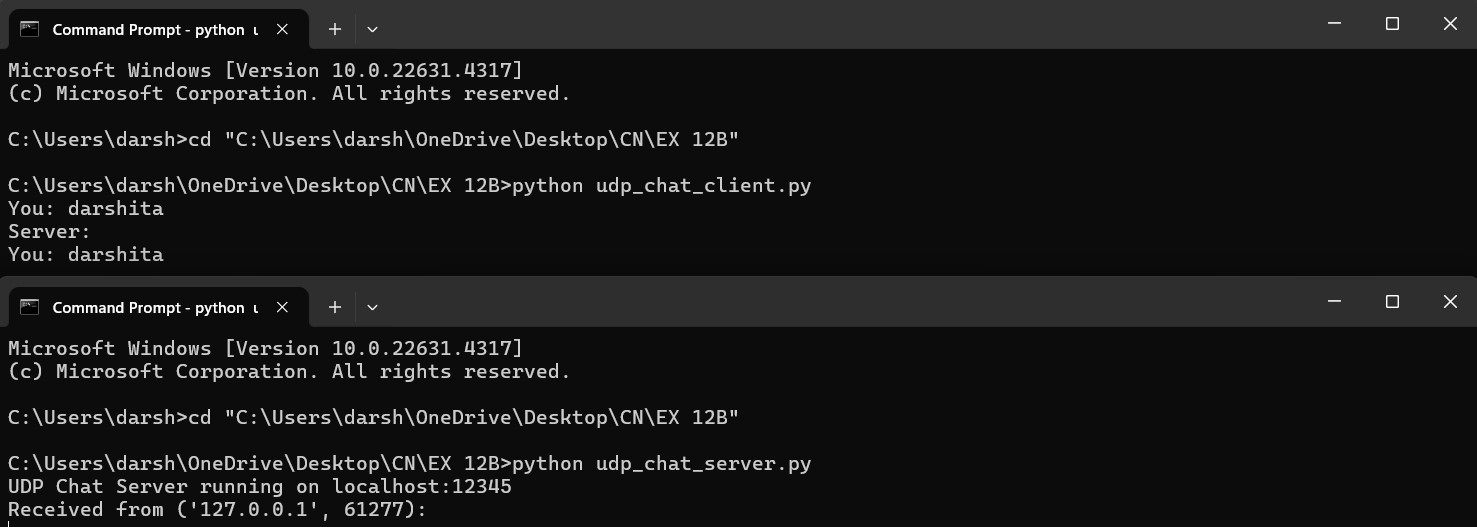 Command Prompt - python u
Microsoft Windows [Version 10.0.22631.4317]
(c) Microsoft Corporation. All rights reserved.
C:\Users\darsh>cd "C:\Users\darsh\OneDrive\Desktop\CN\EX 12B"
C:\Users\darsh\OneDrive\Desktop\CN\EX 12B>python udp_chat_client.py
You: darshita
Server:
You: darshita
Command Prompt - python u
Microsoft Windows [Version 10.0.22631.4317]
(c) Microsoft Corporation. All rights reserved.
C:\Users\darsh>cd "C:\Users\darsh\OneDrive\Desktop\CN\EX 12B"
C:\Users\darsh\OneDrive\Desktop\CN\EX 12B>python udp_chat_server.py
UDP Chat Server running on localhost:12345
Received from ('127.0.0.1', 61277):